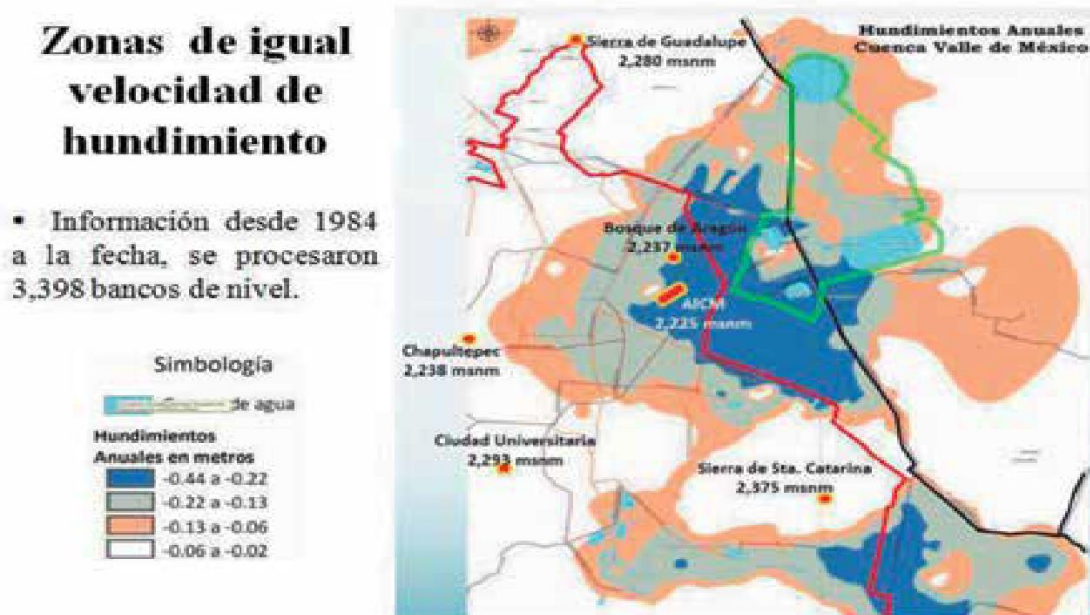 Zonas de igual
velocidad de
hundimiento
• Información desde 1984
a la fecha, se procesaron
3,398 bancos de nivel.
Simbología
de agua
Hundimientos
Anuales en metros
-0.44 a -0.22
-0.22 a -0.13
-0.13 a -0.06
-0.06 a -0.02
Hundimientos Anuales
Cuenca Valle de México
Sierra de Guadalupe
2,280 msnm
Bosque de Aragón
2,237 msnm
AICM
2,225 msnm
Chapultepec
2,238 msnm
Ciudad Universitaria
2,293 msnm
Sierra de Sta. Catarina
2,375 msnm